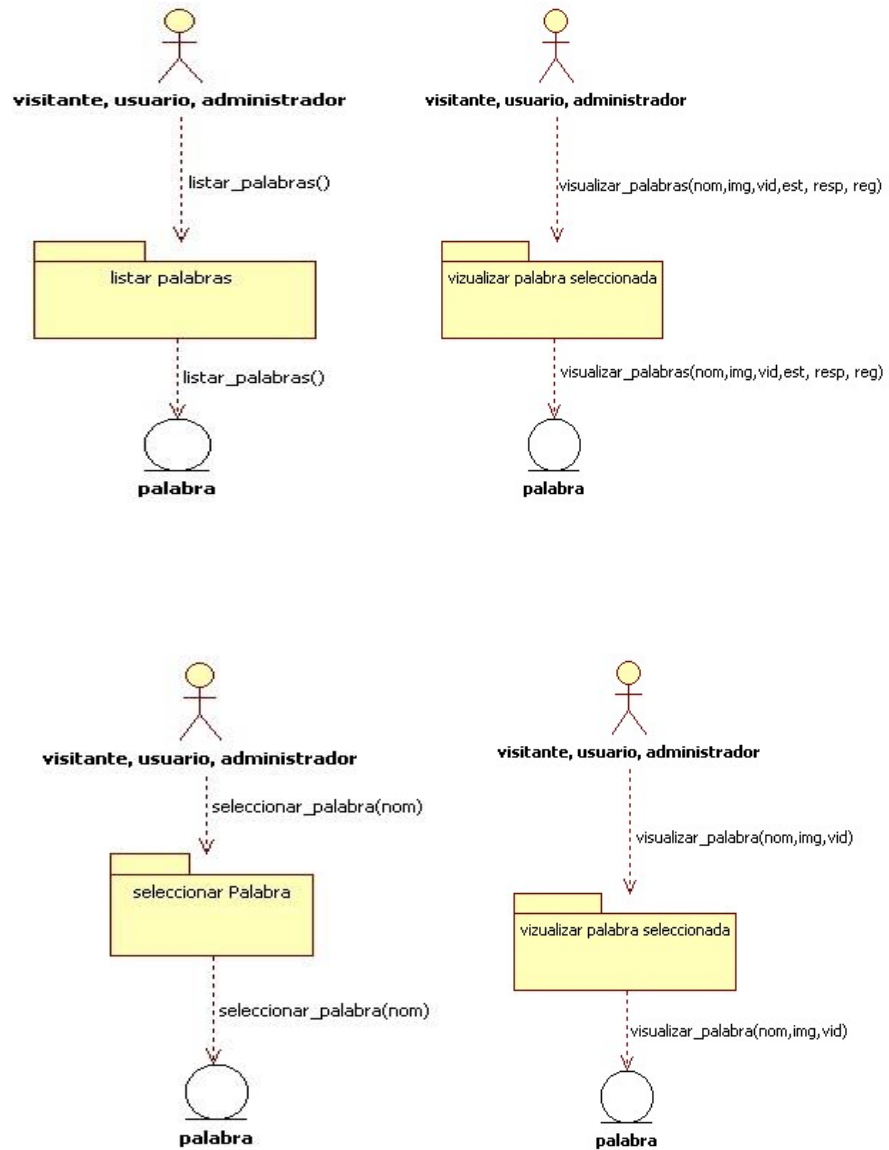 visitante, usuario, administrador
listar_palabras()
listar palabras
listar_palabras()
palabra
visitante, usuario, administrador
visualizar_palabras(nom,img,vid,est, resp, reg)
vizualizar palabra seleccionada
visualizar_palabras(nom,img,vid,est, resp, reg)
palabra
visitante, usuario, administrador
seleccionar_palabra(nom)
seleccionar Palabra
seleccionar_palabra(nom)
palabra
visitante, usuario, administrador
visualizar_palabra(nom,img,vid)
vizualizar palabra seleccionada
visualizar_palabra(nom,img,vid)
palabra